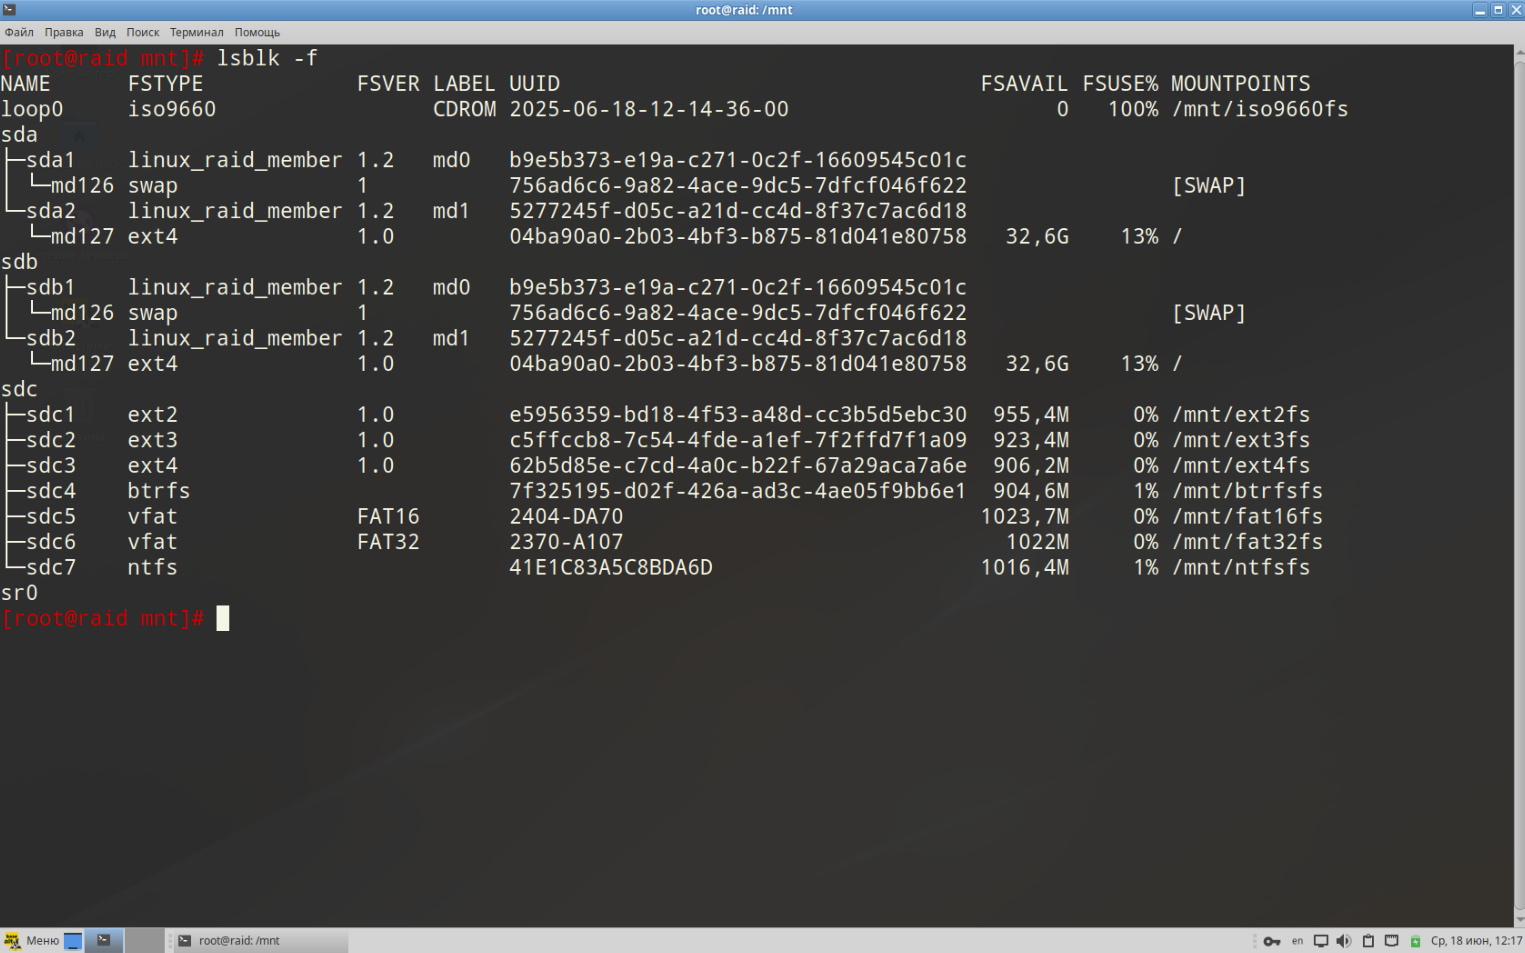 root@raid: /mnt
Файл Правка Вид Поиск Терминал Помощь
[root@raid mnt]# lsblk -f
NAME FSTYPE FSVER LABEL UUID FSAVAIL FSUSE% MOUNTPOINTS
loop0 iso9660 CDROM 2025-06-18-12-14-36-00 0 100% /mnt/iso9660fs
sda
├─sda1 linux_raid_member 1.2 md0 b9e5b373-e19a-c271-0c2f-16609545c01c
│ └─md126 swap 1 756ad6c6-9a82-4ace-9dc5-7dfcf046f622 [SWAP]
└─sda2 linux_raid_member 1.2 md1 5277245f-d05c-a21d-cc4d-8f37c7ac6d18
  └─md127 ext4 1.0 04ba90a0-2b03-4bf3-b875-81d041e80758 32,6G 13% /
sdb
├─sdb1 linux_raid_member 1.2 md0 b9e5b373-e19a-c271-0c2f-16609545c01c
│ └─md126 swap 1 756ad6c6-9a82-4ace-9dc5-7dfcf046f622 [SWAP]
└─sdb2 linux_raid_member 1.2 md1 5277245f-d05c-a21d-cc4d-8f37c7ac6d18
  └─md127 ext4 1.0 04ba90a0-2b03-4bf3-b875-81d041e80758 32,6G 13% /
sdc
├─sdc1 ext2 1.0 e5956359-bd18-4f53-a48d-cc3b5d5ebc30 955,4M 0% /mnt/ext2fs
├─sdc2 ext3 1.0 c5ffccb8-7c54-4fde-a1ef-7f2ffd7f1a09 923,4M 0% /mnt/ext3fs
├─sdc3 ext4 1.0 62b5d85e-c7cd-4a0c-b22f-67a29aca7a6e 906,2M 0% /mnt/ext4fs
├─sdc4 btrfs 7f325195-d02f-426a-ad3c-4ae05f9bb6e1 904,6M 1% /mnt/btrfsfs
├─sdc5 vfat FAT16 2404-DA70 1023,7M 0% /mnt/fat16fs
├─sdc6 vfat FAT32 2370-A107 1022M 0% /mnt/fat32fs
└─sdc7 ntfs 41E1C83A5C8BDA6D 1016,4M 1% /mnt/ntfsfs
sr0
[root@raid mnt]#
Меню root@raid: /mnt en Ср, 18 июн, 12:17